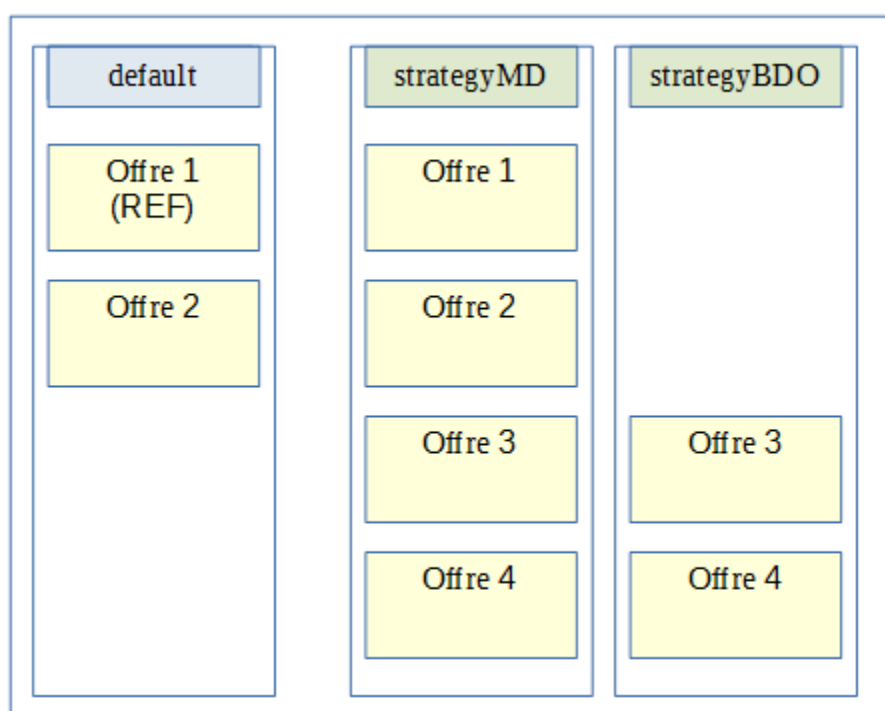 default
strategyMD
strategyBDO
Offre 1
(REF)
Offre 1
Offre 2
Offre 2
Offre 3
Offre 3
Offre 4
Offre 4